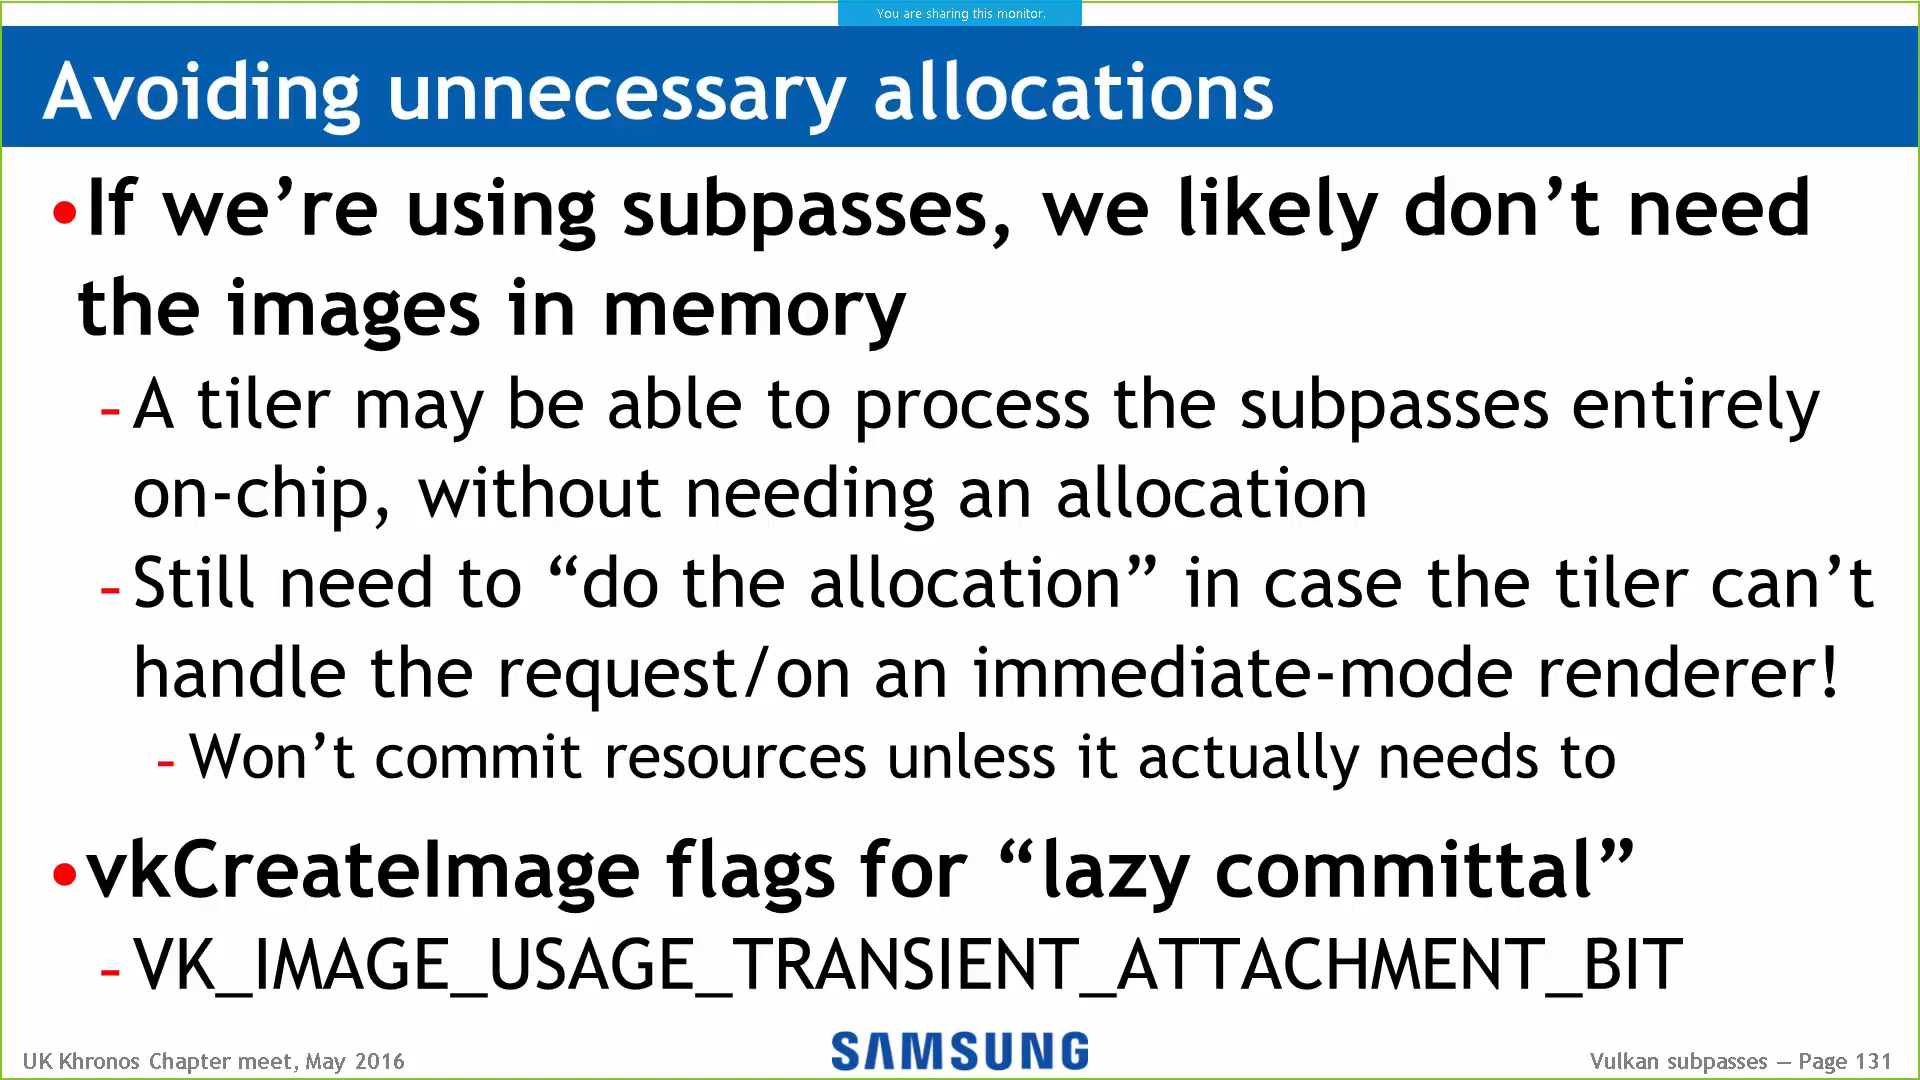 You are sharing this monitor.
Avoiding unnecessary allocations
•If we’re using subpasses, we likely don’t need
the images in memory
–A tiler may be able to process the subpasses entirely
on-chip, without needing an allocation
–Still need to “do the allocation” in case the tiler can’t
handle the request/on an immediate-mode renderer!
–Won’t commit resources unless it actually needs to
•vkCreateImage flags for “lazy committal”
–VK_IMAGE_USAGE_TRANSIENT_ATTACHMENT_BIT
UK Khronos Chapter meet, May 2016
SAMSUNG
Vulkan subpasses — Page 131